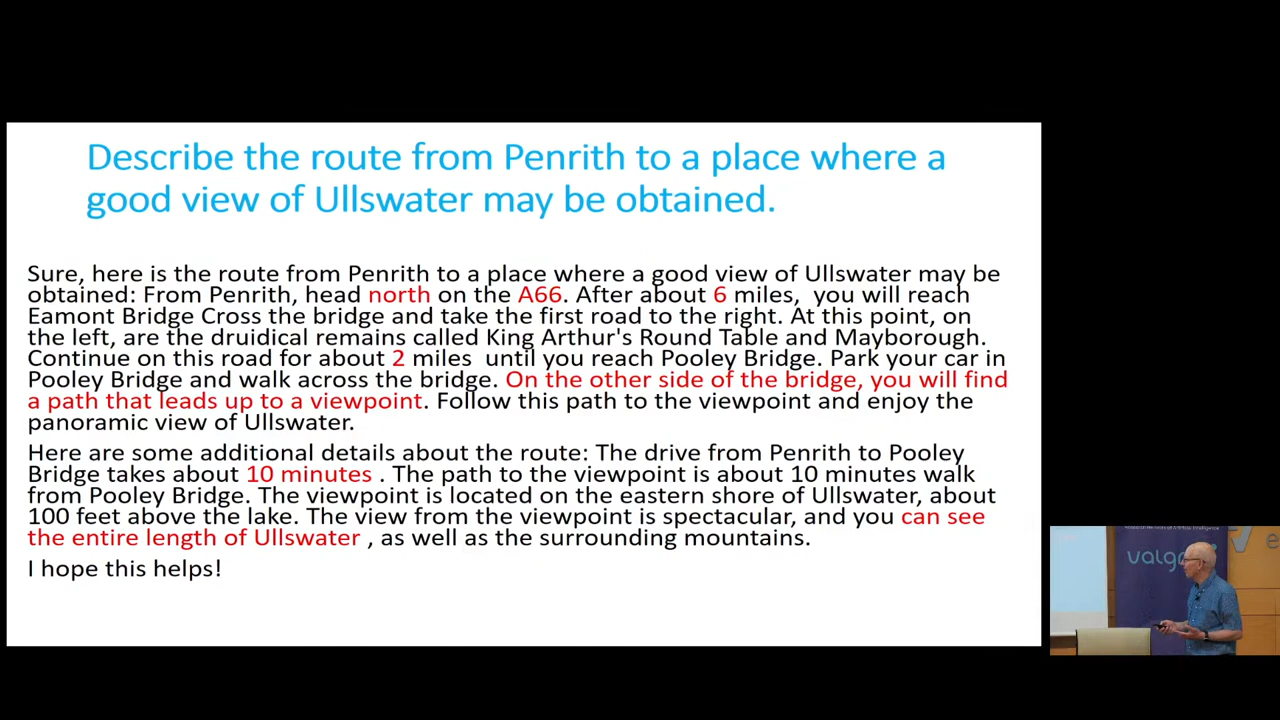 Describe the route from Penrith to a place where a
good view of Ullswater may be obtained.
Sure, here is the route from Penrith to a place where a good view of Ullswater may be
obtained: From Penrith, head north on the A66. After about 6 miles, you will reach
Eamont Bridge Cross the bridge and take the first road to the right. At this point, on
the left, are the druidical remains called King Arthur's Round Table and Mayborough.
Continue on this road for about 2 miles until you reach Pooley Bridge. Park your car in
Pooley Bridge and walk across the bridge. On the other side of the bridge, you will find
a path that leads up to a viewpoint. Follow this path to the viewpoint and enjoy the
panoramic view of Ullswater.
Here are some additional details about the route: The drive from Penrith to Pooley
Bridge takes about 10 minutes . The path to the viewpoint is about 10 minutes walk
from Pooley Bridge. The viewpoint is located on the eastern shore of Ullswater, about
100 feet above the lake. The view from the viewpoint is spectacular, and you can see
the entire length of Ullswater , as well as the surrounding mountains.
I hope this helps!